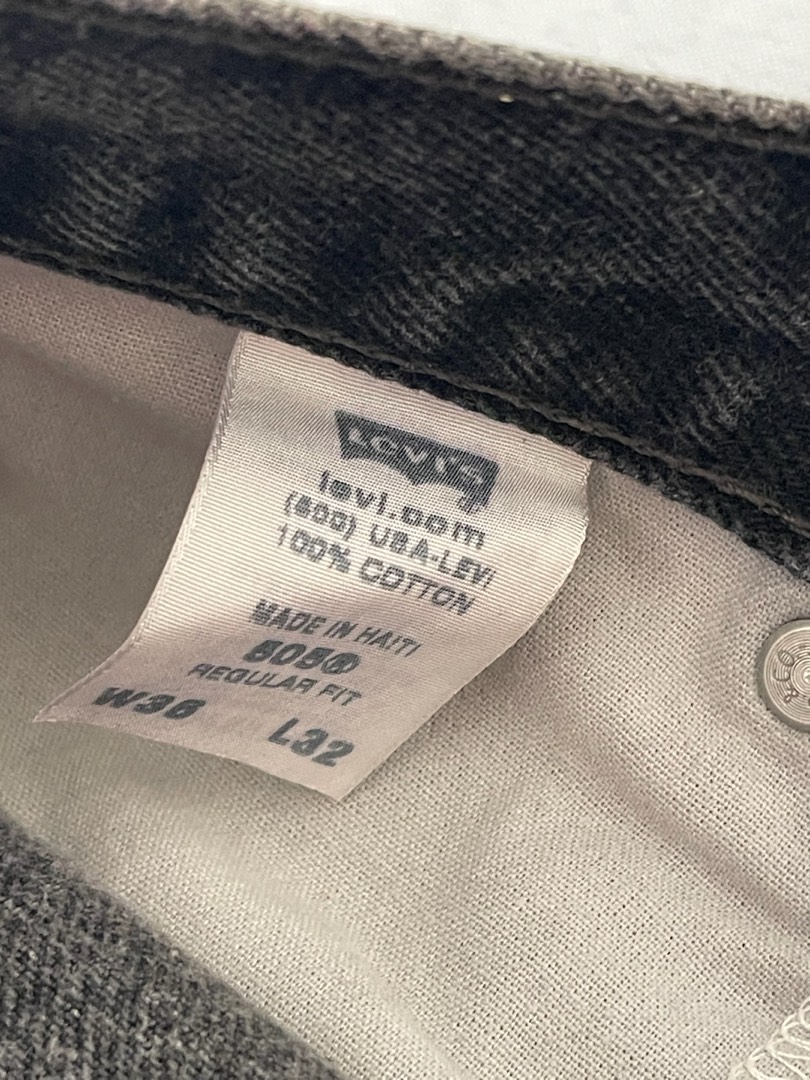 Levi's
levi.com
(800) USA-LEVI
100% COTTON
MADE IN HAITI
505®
REGULAR FIT
W36 L32